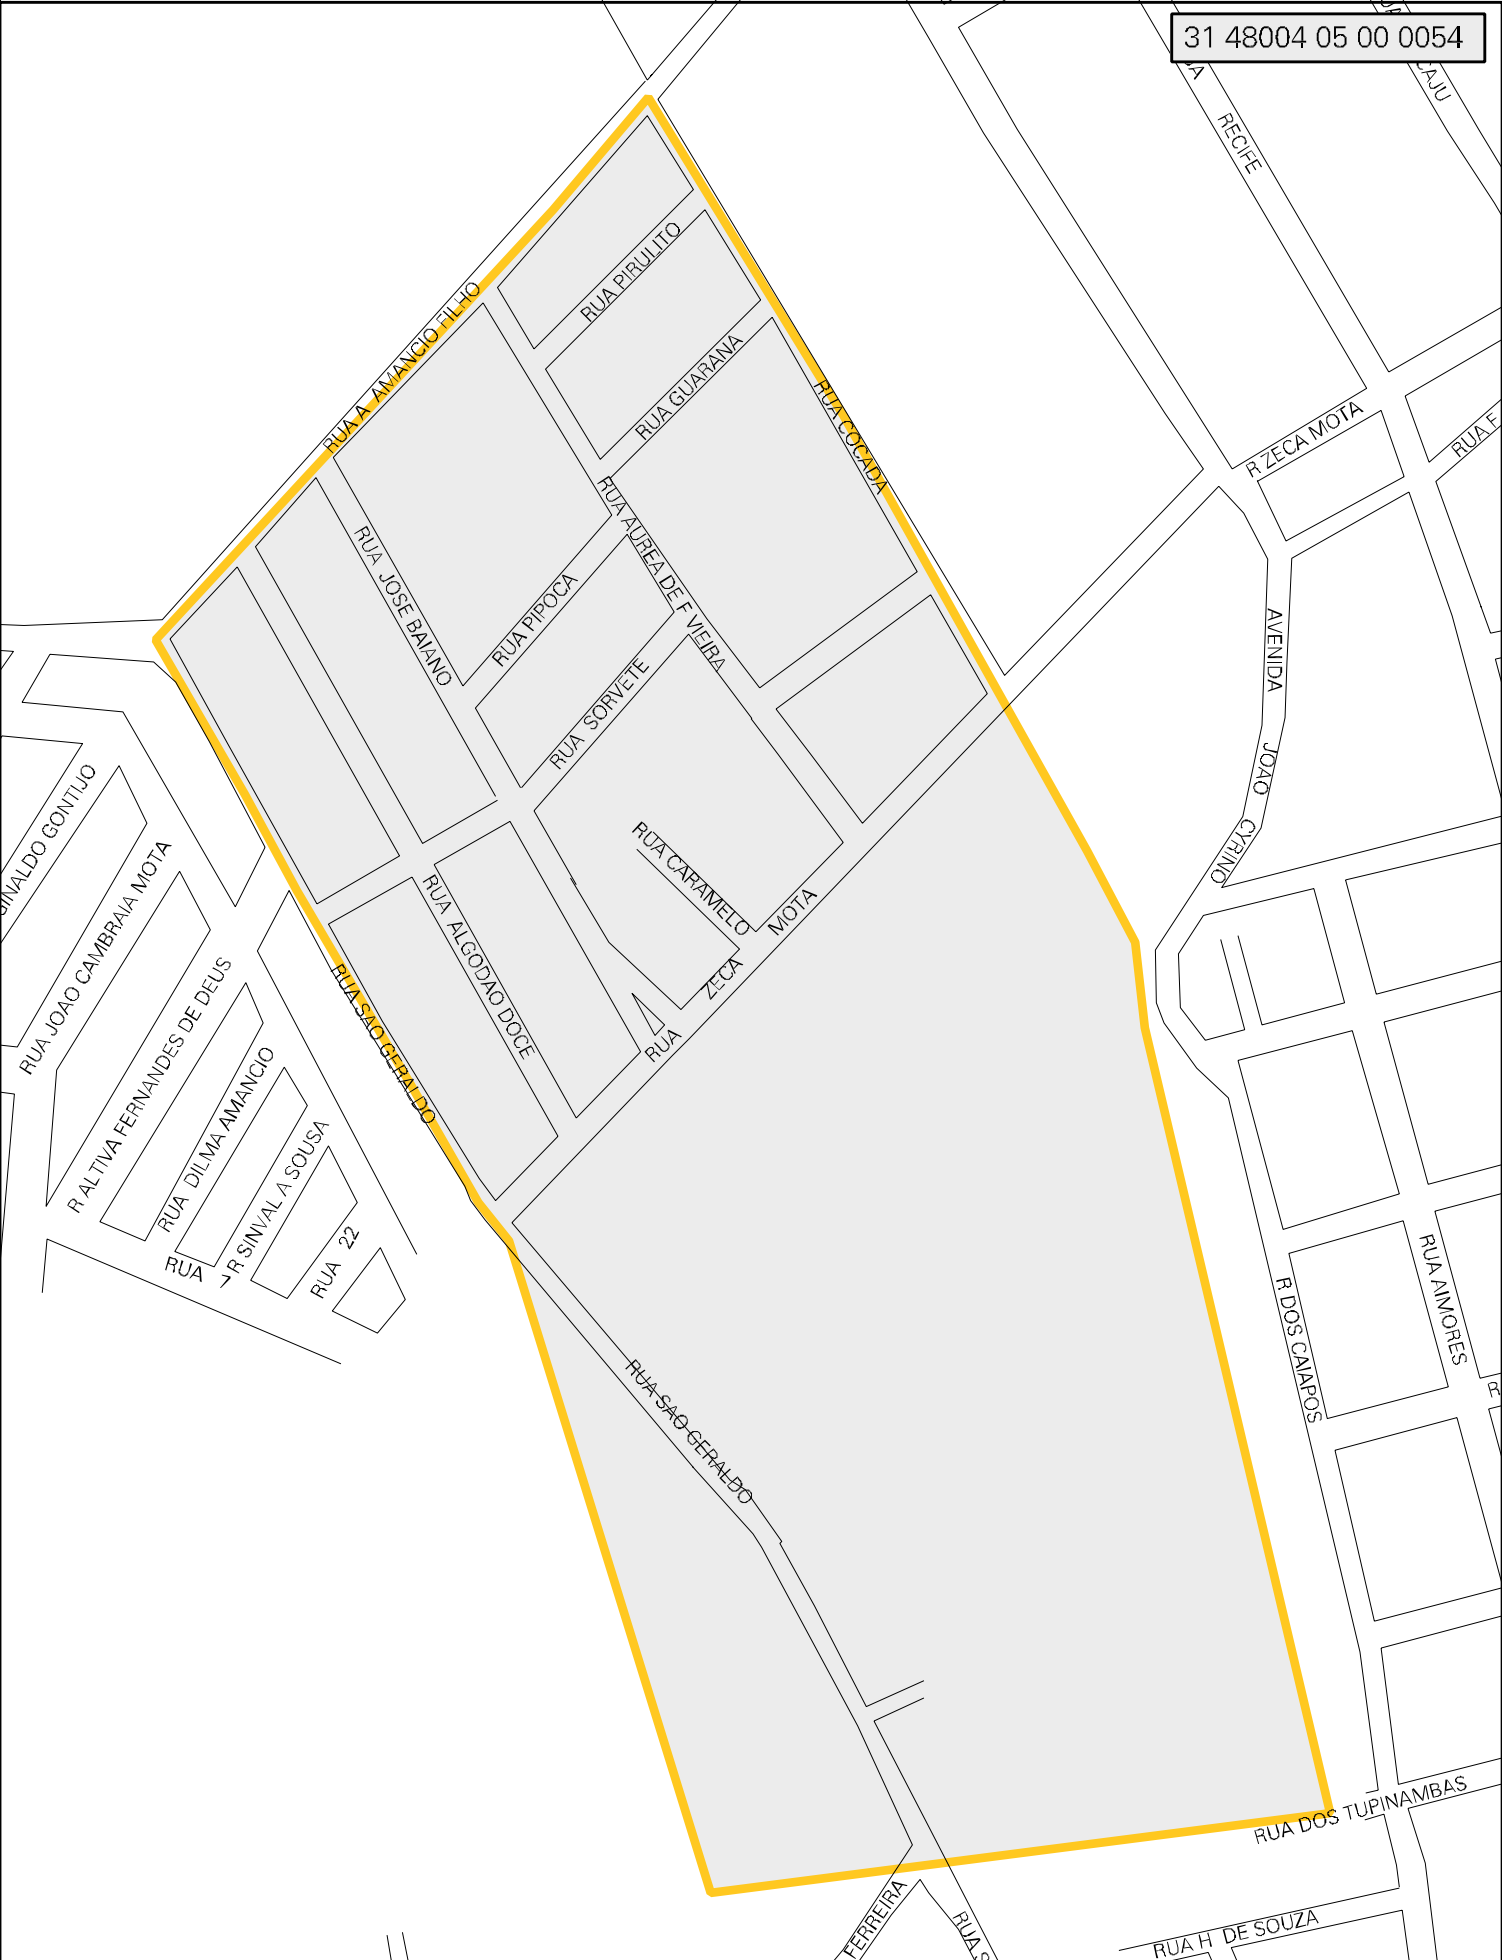 31 48004 05 00 0054
CAJU
RECIFE
RUA PIRULITO
RUA A AMANCIO FILHO
RUA GUARANA
RUA COCADA
R ZECA MOTA
RUA F
RUA AUREA DE F VIEIRA
RUA JOSE BAIANO
RUA PIPOCA
RUA SORVETE
AVENIDA JOAO CYRINO
GINALDO GONTIJO
RUA JOAO CAMBRAIA MOTA
RUA CARAMELO
RUA ZECA MOTA
RUA ALGODAO DOCE
R ALTIVA FERNANDES DE DEUS
RUA SAO GERALDO
RUA DILMA AMANCIO
R SINVAL A SOUSA
RUA 22
RUA 7
RUA AIMORES
R DOS CAIAPOS
RUA SAO GERALDO
RUA DOS TUPINAMBAS
FERREIRA
RUA S
RUA H DE SOUZA